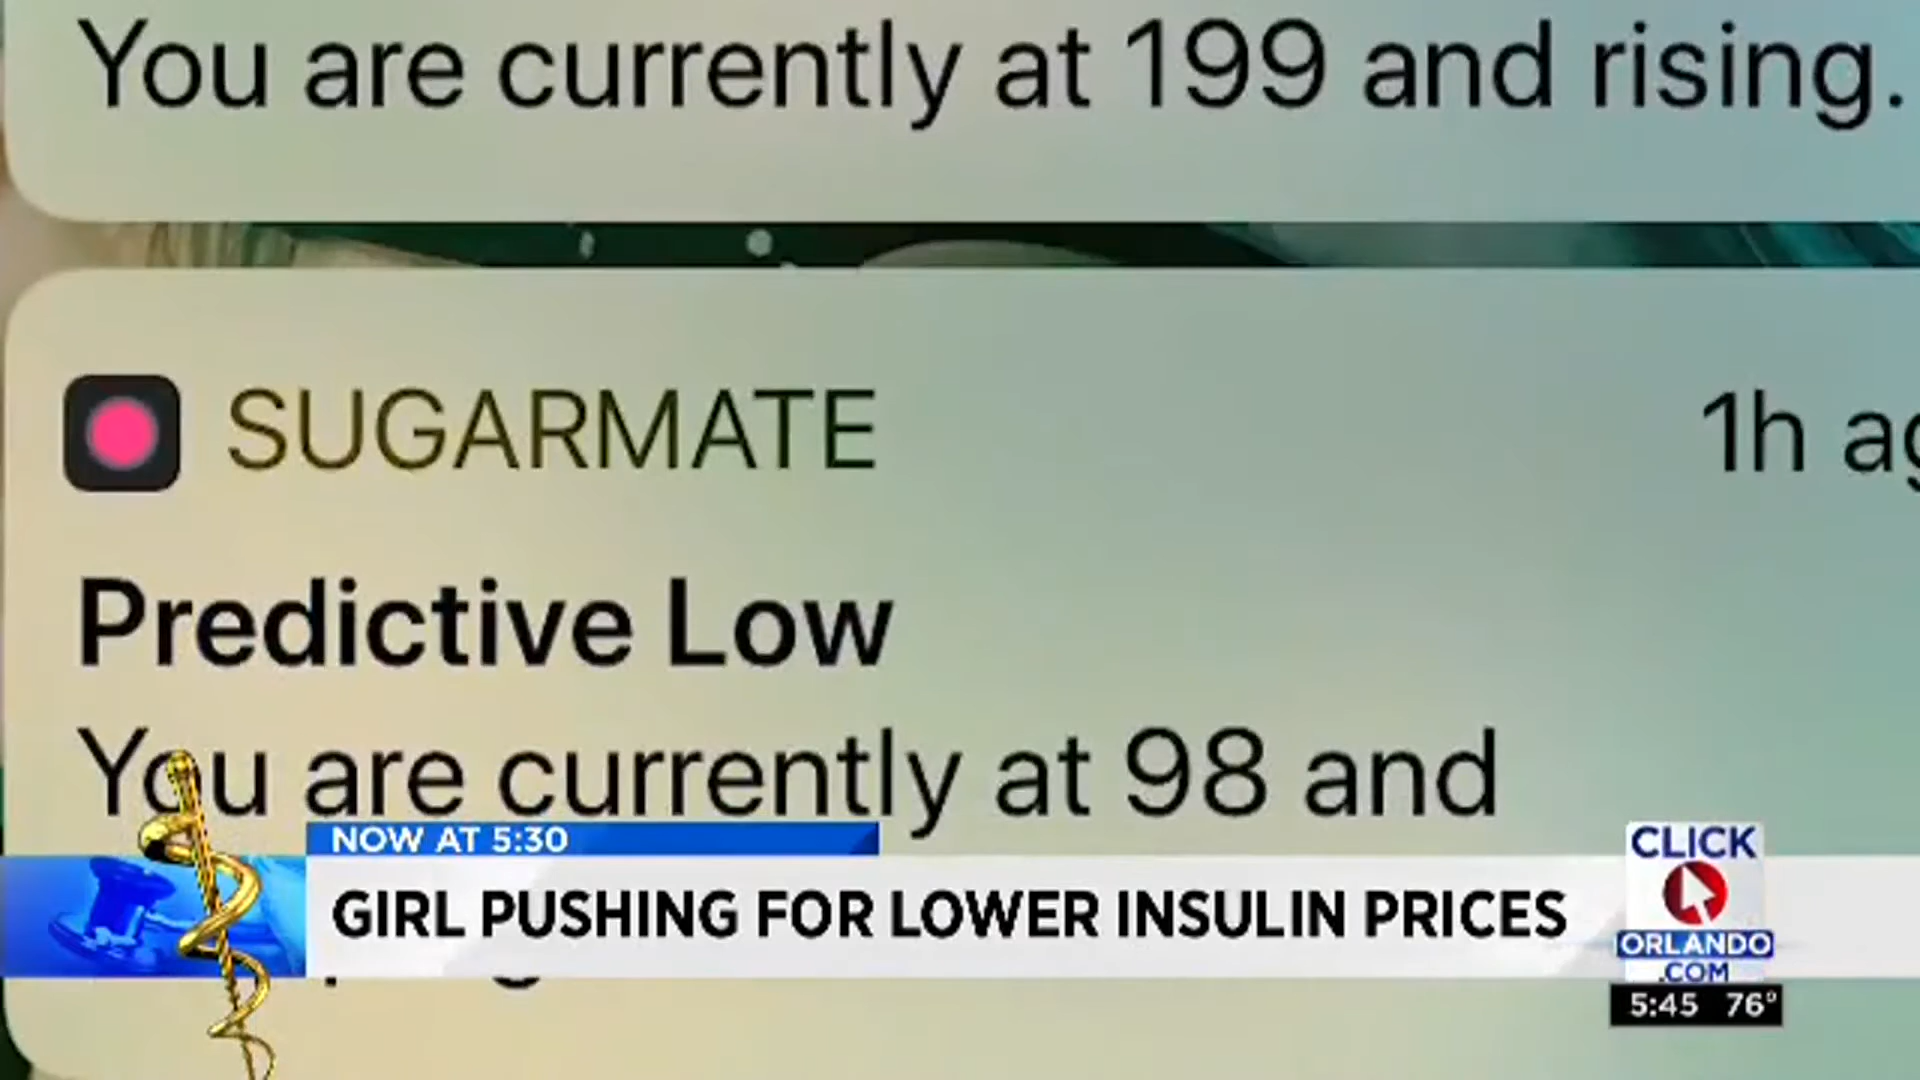 You are currently at 199 and rising.
SUGARMATE
1h
Predictive Low
You are currently at 98 and
NOW AT 5:30
GIRL PUSHING FOR LOWER INSULIN PRICES
CLICK
ORLANDO
.COM
5:45 76°